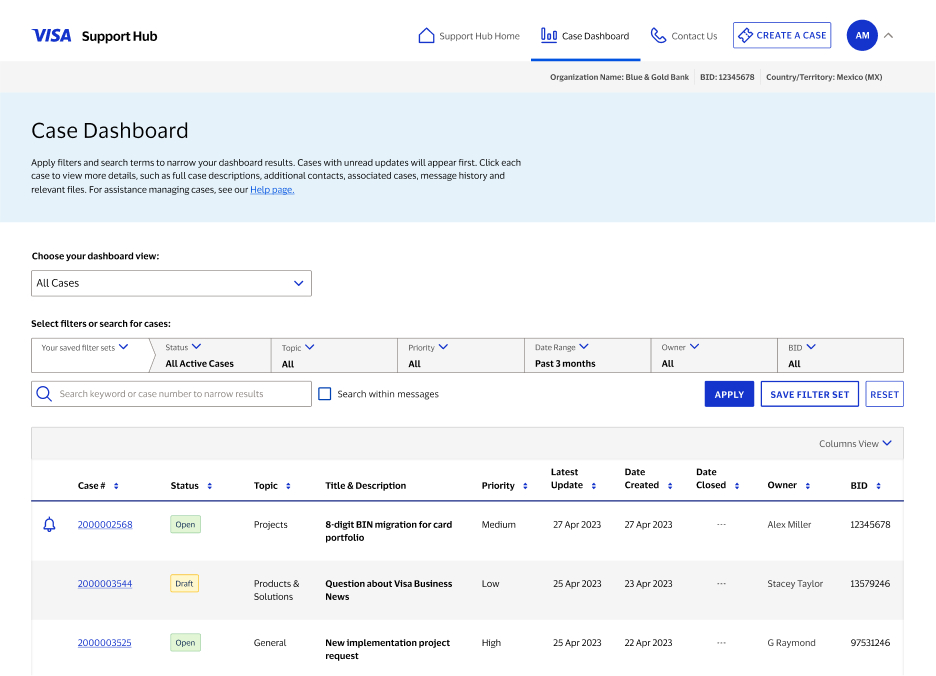 VISA Support Hub
Support Hub Home
Case Dashboard
Contact Us
CREATE A CASE
AM
Organization Name: Blue & Gold Bank
BID: 12345678
Country/Territory: Mexico (MX)
Case Dashboard
Apply filters and search terms to narrow your dashboard results. Cases with unread updates will appear first. Click each
case to view more details, such as full case descriptions, additional contacts, associated cases, message history and
relevant files. For assistance managing cases, see our Help page.
Choose your dashboard view:
All Cases
Select filters or search for cases:
Your saved filter sets
Status
All Active Cases
Topic
All
Priority
All
Date Range
Past 3 months
Owner
All
BID
All
Search keyword or case number to narrow results
Search within messages
APPLY
SAVE FILTER SET
RESET
Columns View
Case #
Status
Topic
Title & Description
Priority
Latest
Update
Date
Created
Date
Closed
Owner
BID
2000002568
Open
Projects
8-digit BIN migration for card
portfolio
Medium
27 Apr 2023
27 Apr 2023
---
Alex Miller
12345678
2000003544
Draft
Products &
Solutions
Question about Visa Business
News
Low
25 Apr 2023
23 Apr 2023
---
Stacey Taylor
13579246
2000003525
Open
General
New implementation project
request
High
25 Apr 2023
22 Apr 2023
---
G Raymond
97531246